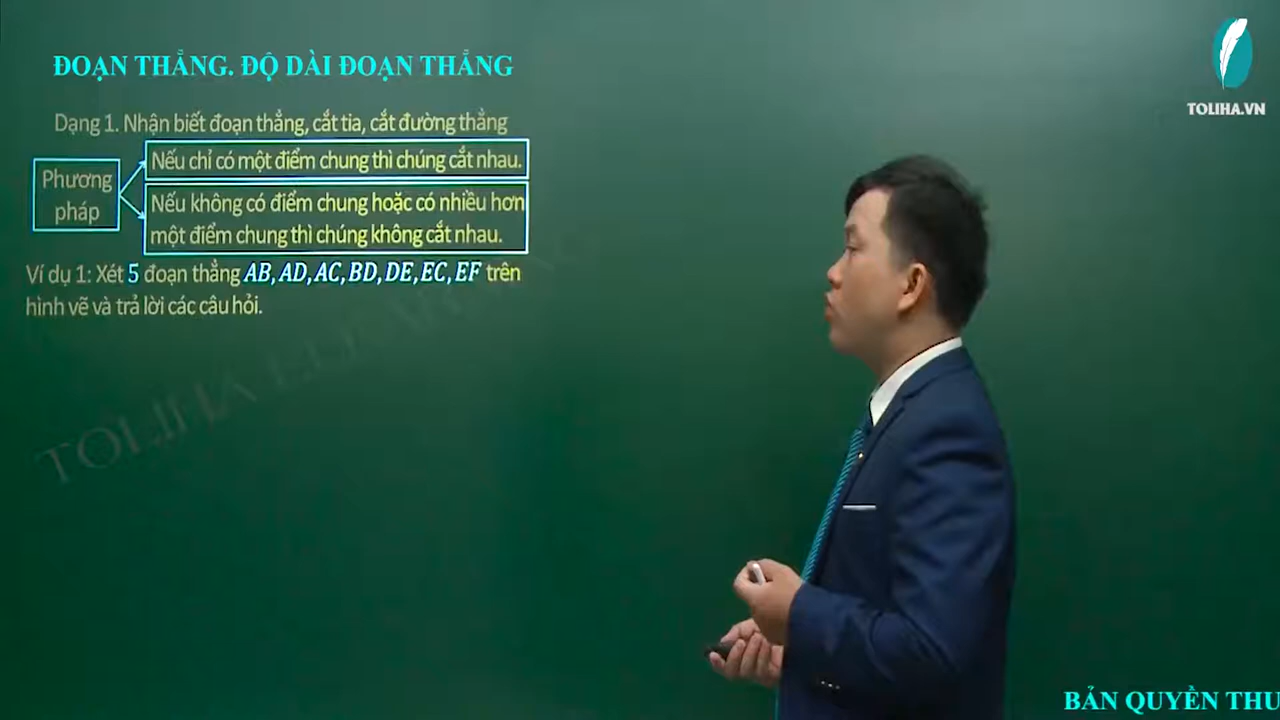 ĐOẠN THẲNG. ĐỘ DÀI ĐOẠN THẲNG
TOLIHA.VN
Dạng 1. Nhận biết đoạn thẳng, cắt tia, cắt đường thẳng
Phương
pháp
Nếu chỉ có một điểm chung thì chúng cắt nhau.
Nếu không có điểm chung hoặc có nhiều hơn
một điểm chung thì chúng không cắt nhau.
Ví dụ 1: Xét 5 đoạn thẳng AB, AD, AC, BD, DE, EC, EF trên
hình vẽ và trả lời các câu hỏi.
TOLIHA LEARNING
BẢN QUYỀN THU